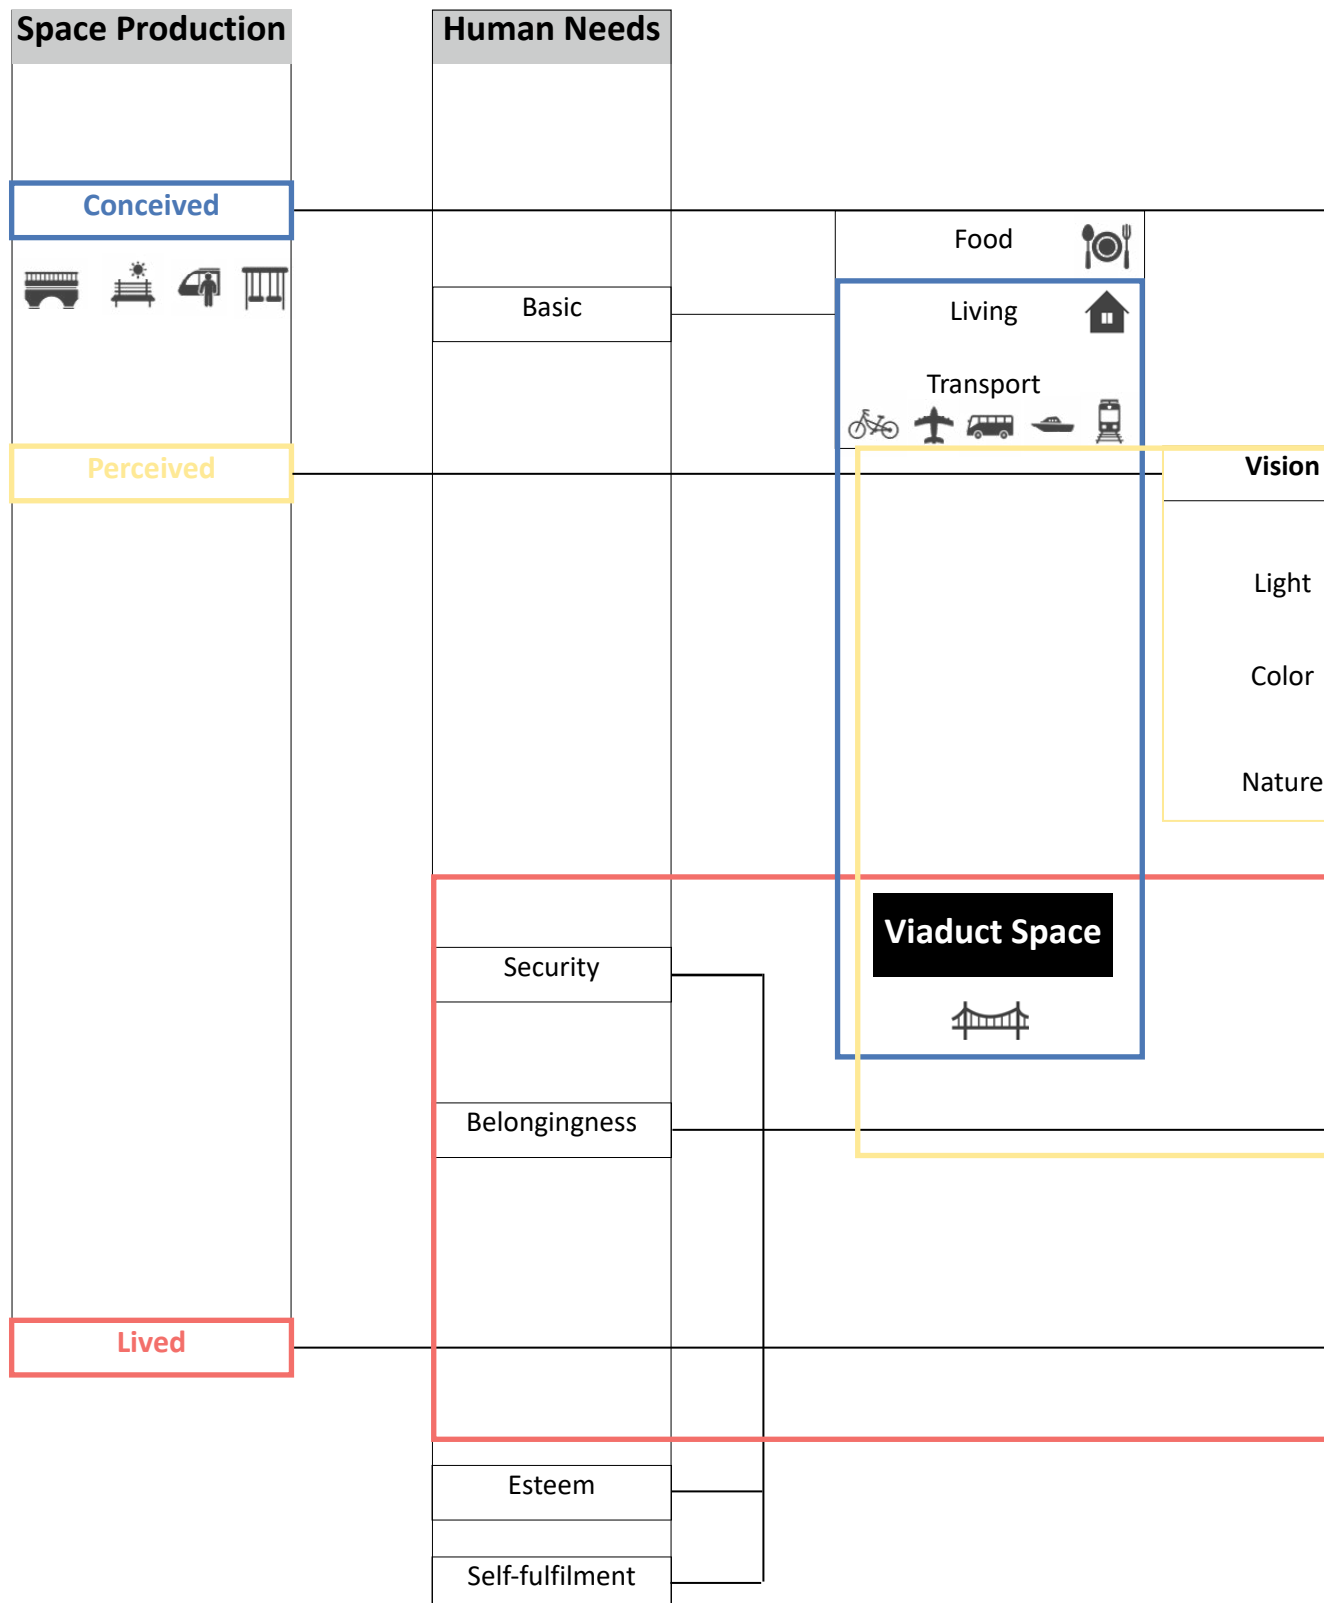 Space Production
Human Needs
Conceived
Food
Basic
Living
Transport
Perceived
Vision
Light
Color
Nature
Viaduct Space
Security
Belongingness
Lived
Esteem
Self-fulfilment